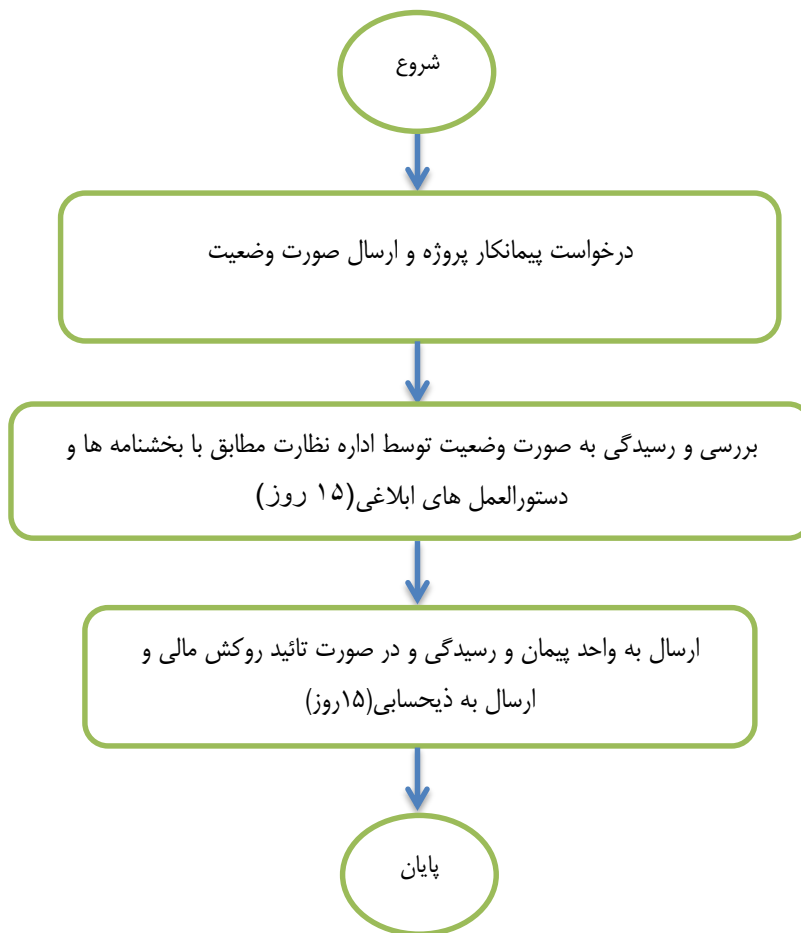 شروع
درخواست پیمانکار پروژه و ارسال صورت وضعیت
بررسی و رسیدگی به صورت وضعیت توسط اداره نظارت مطابق با بخشنامه ها و
دستورالعمل های ابلاغی(۱۵ روز)
ارسال به واحد پیمان و رسیدگی و در صورت تائید روکش مالی و
ارسال به ذیحسابی(۱۵روز)
پایان